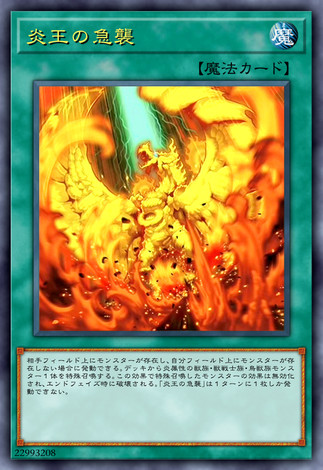 炎王の急襲
魔
【魔法カード】
相手フィールド上にモンスターが存在し、自分フィールド上にモンスターが存
在しない場合に発動できる。デッキから炎属性の獣族・獣戦士族・鳥獣族モンス
ター1体を特殊召喚する。この効果で特殊召喚したモンスターの効果は無効化
され、エンドフェイズ時に破壊される。「炎王の急襲」は1ターンに1枚しか発
動できない。
22993208